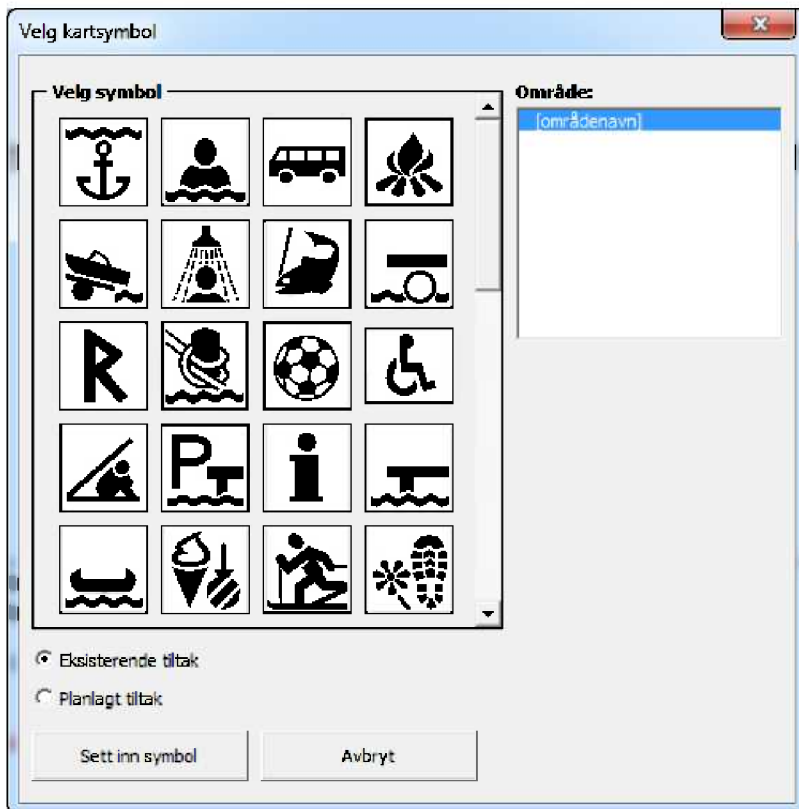 Velg kartsymbol
Velg symbol
Område:
[områdenavn]
R
P
i
Eksisterende tiltak
Planlagt tiltak
Sett inn symbol
Avbryt